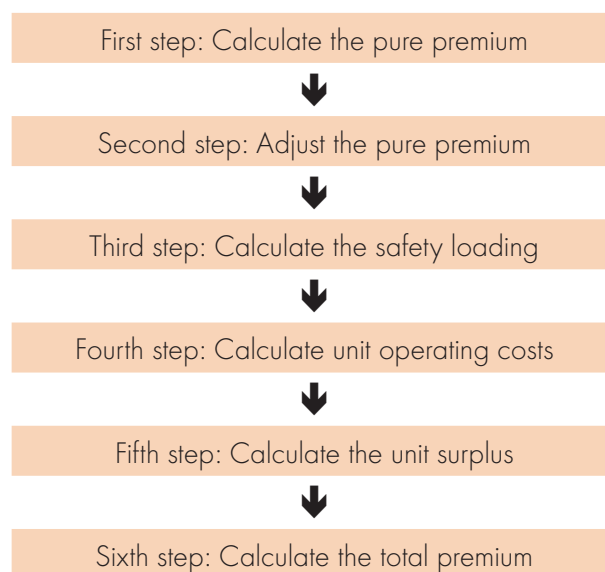 First step: Calculate the pure premium
Second step: Adjust the pure premium
Third step: Calculate the safety loading
Fourth step: Calculate unit operating costs
Fifth step: Calculate the unit surplus
Sixth step: Calculate the total premium